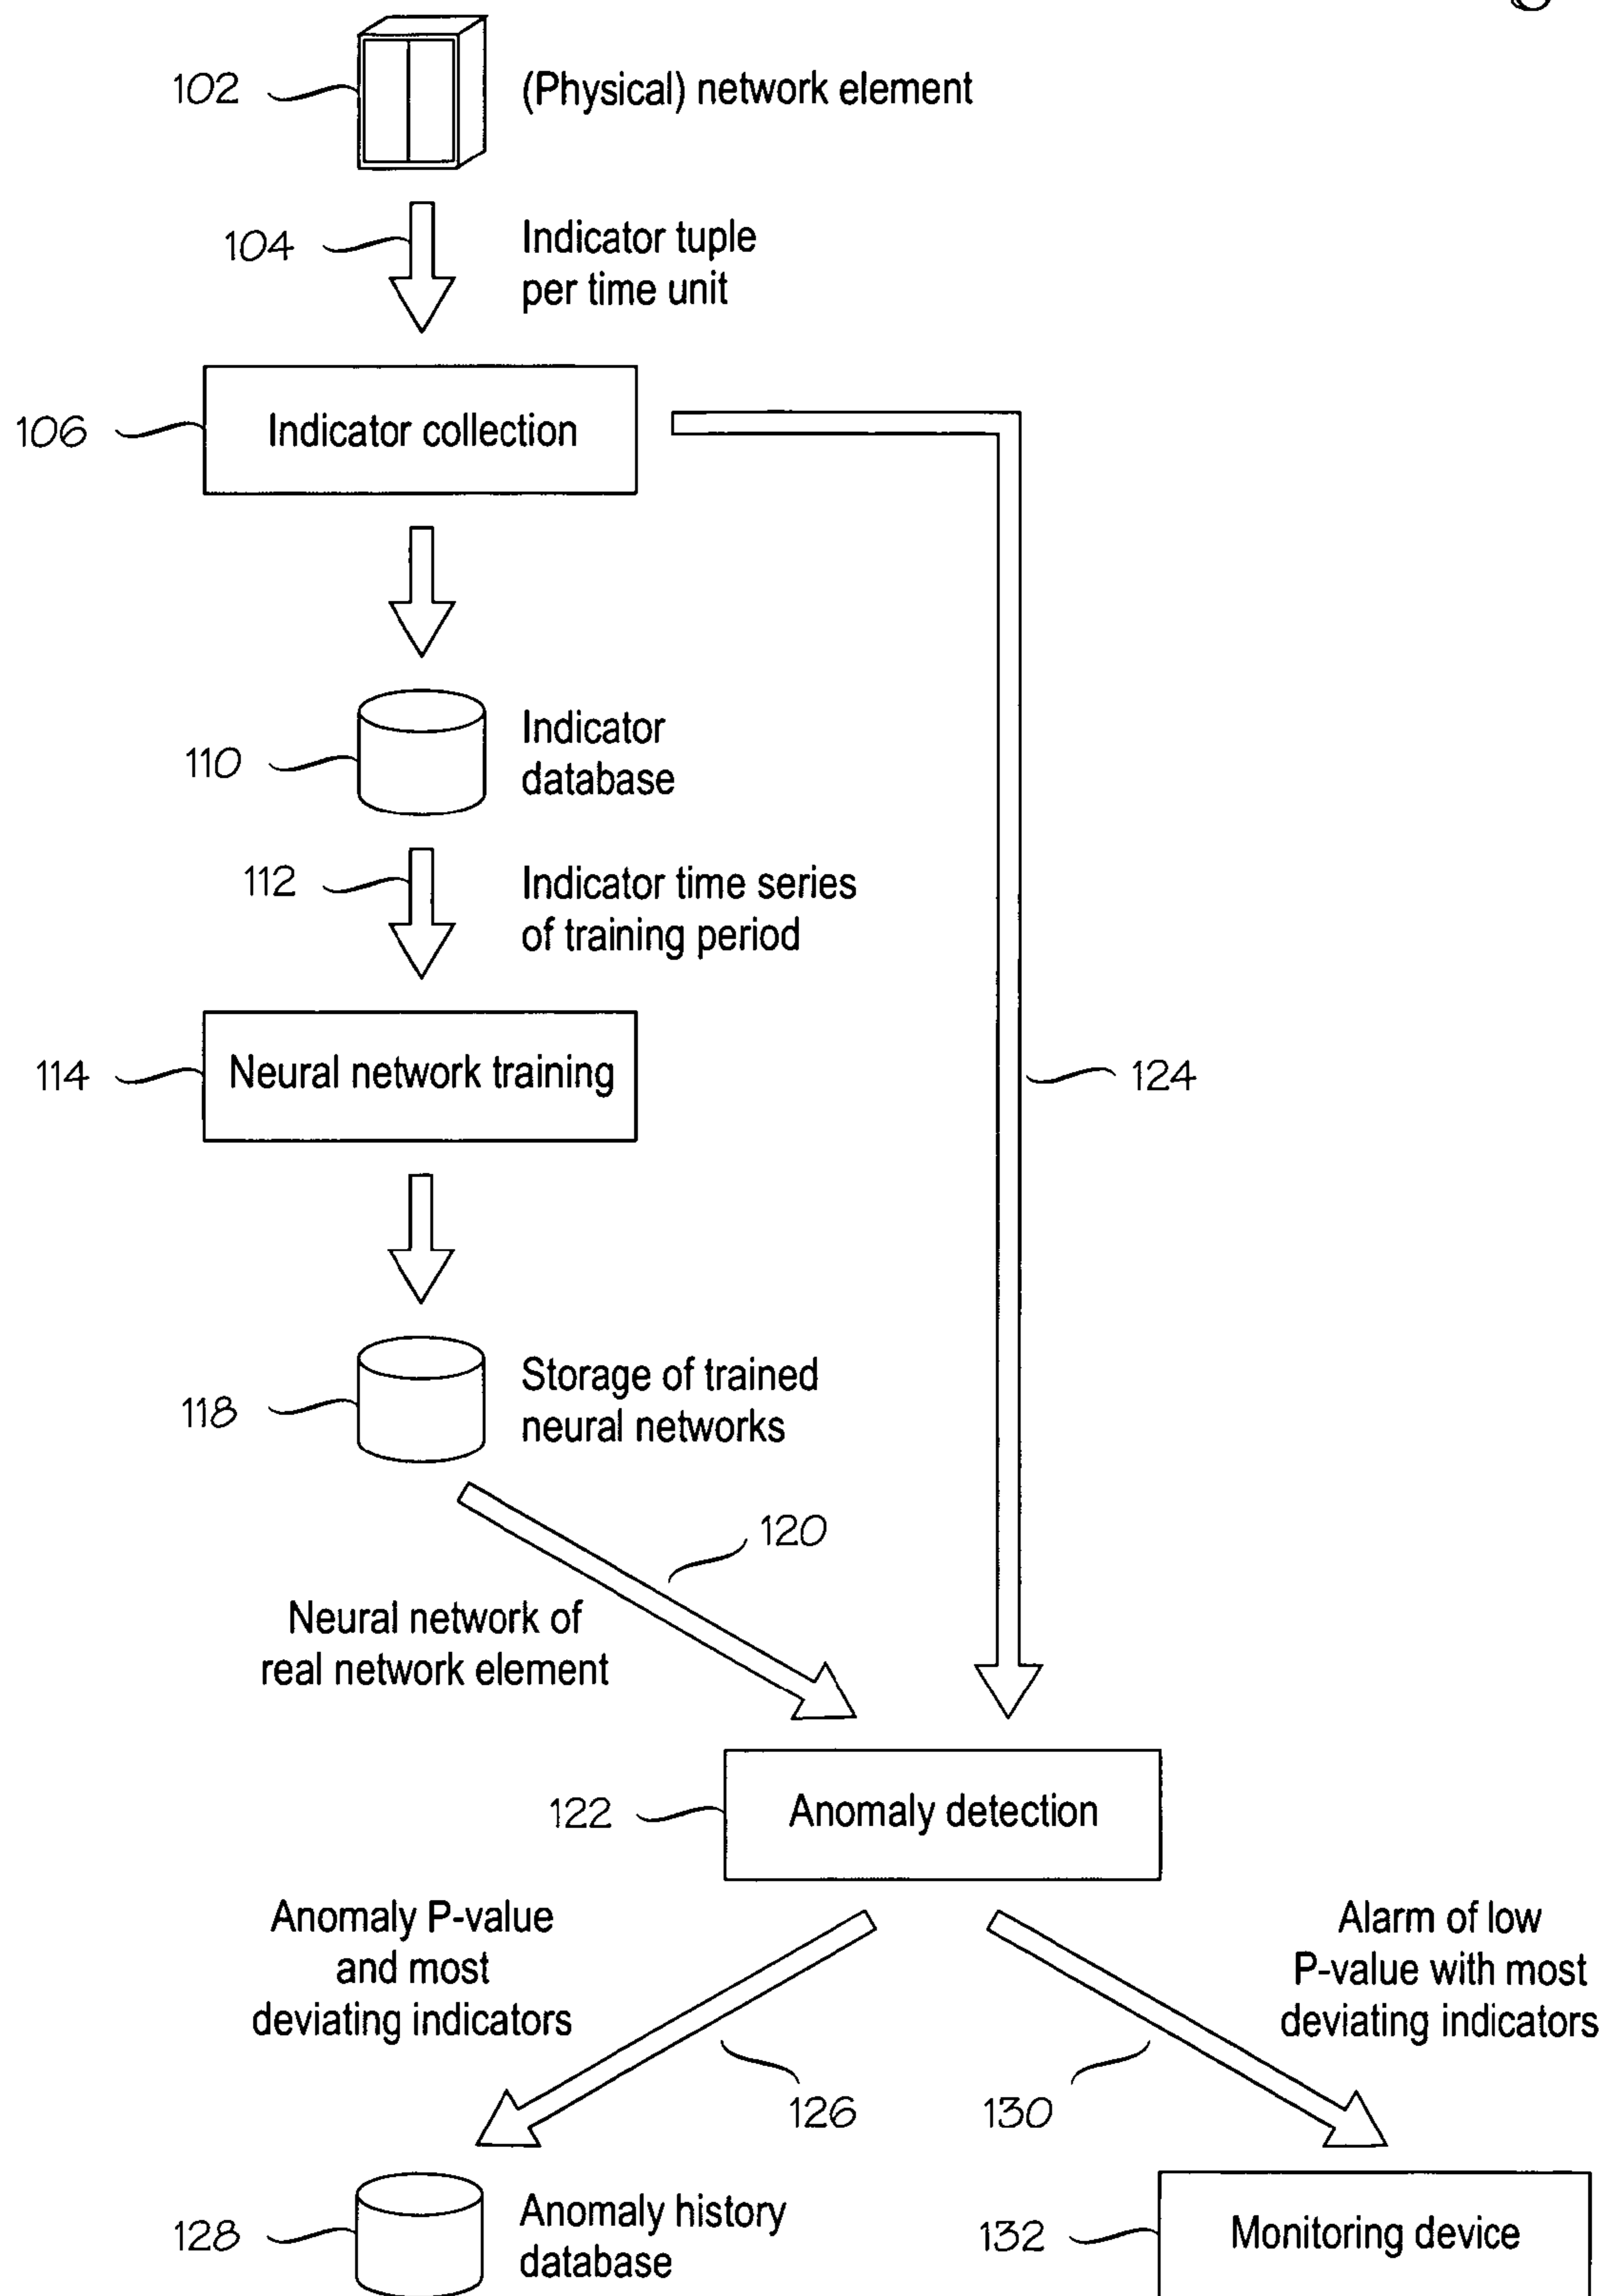 102
(Physical) network element
104
Indicator tuple
per time unit
106
Indicator collection
110
Indicator
database
112
Indicator time series
of training period
114
Neural network training
124
118
Storage of trained
neural networks
120
Neural network of
real network element
122
Anomaly detection
Anomaly P-value
and most
deviating indicators
Alarm of low
P-value with most
deviating indicators
126
130
128
Anomaly history
database
132
Monitoring device